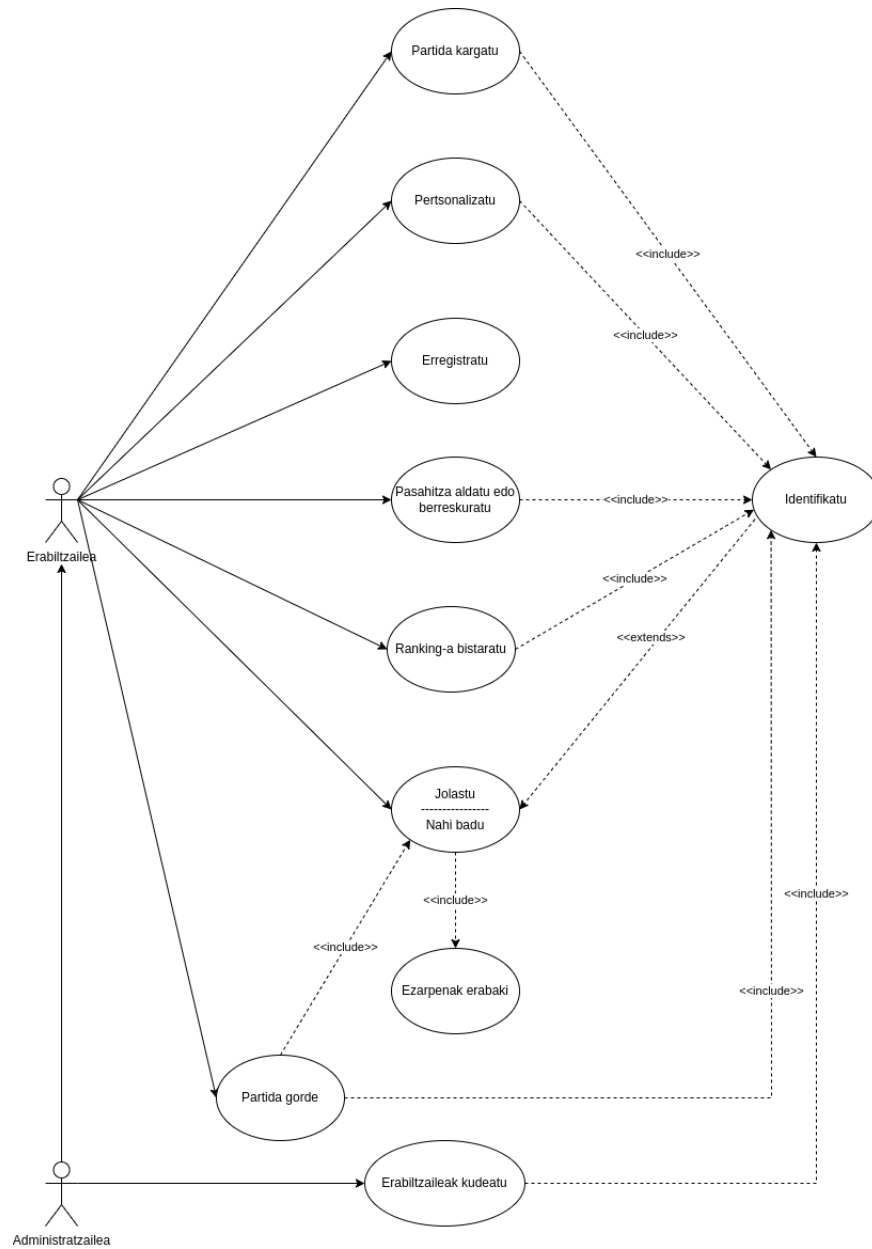 Partida kargatu
Pertsonalizatu
<<include>>
<<include>>
Erregistratu
Pasahitza aldatu edo
berreskuratu
<<include>>
Identifikatu
Erabiltzailea
<<include>>
Ranking-a bistaratu
<<extends>>
Jolastu
---------------
Nahi badu
<<include>>
<<include>>
<<include>>
Ezarpenak erabaki
<<include>>
Partida gorde
Erabiltzaileak kudeatu
Administratzailea